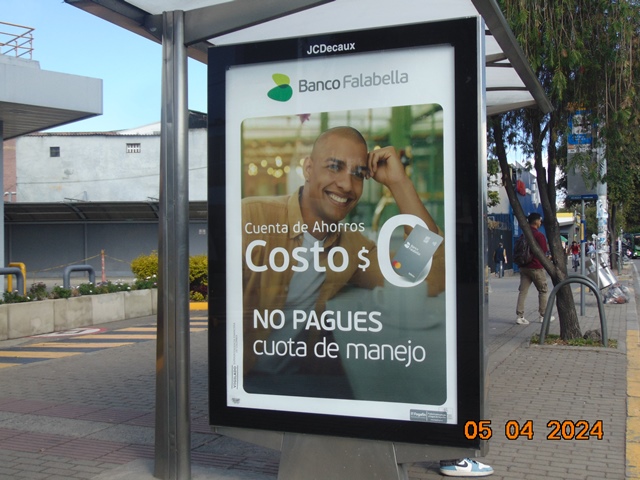 JCDecaux
Banco Falabella
Cuenta de Ahorros
Costo $0
NO PAGUES
cuota de manejo
05 04 2024